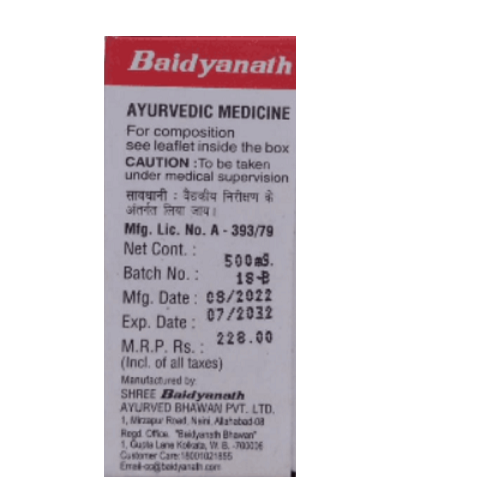 Baidyanath
AYURVEDIC MEDICINE
For composition
see leaflet inside the box
CAUTION :To be taken
under medical supervision
सावधानी : वैद्यकीय निरीक्षण के
अंतर्गत लिया जाय।
Mfg. Lic. No. A - 393/79
Net Cont. : 500mG.
Batch No. : 18-B
Mfg. Date : 08/2022
Exp. Date : 07/2032
M.R.P. Rs. : 228.00
(Incl. of all taxes)
Manufactured by
SHREE Baidyanath
AYURVED BHAWAN PVT. LTD.
1, Mirzapur Road, Naini, Allahabad-08
Regd. Office, "Baidyanath Bhawan"
1, Gupta Lane Kolkata, W. B. -700006
Customer Care:18001021855
Email-co@baidyanath.com